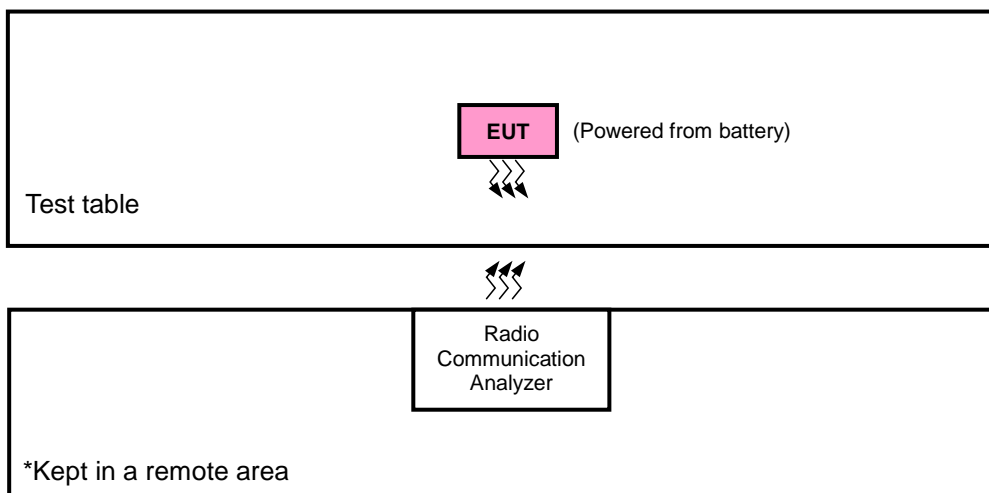 EUT (Powered from battery)
Test table
Radio
Communication
Analyzer
*Kept in a remote area